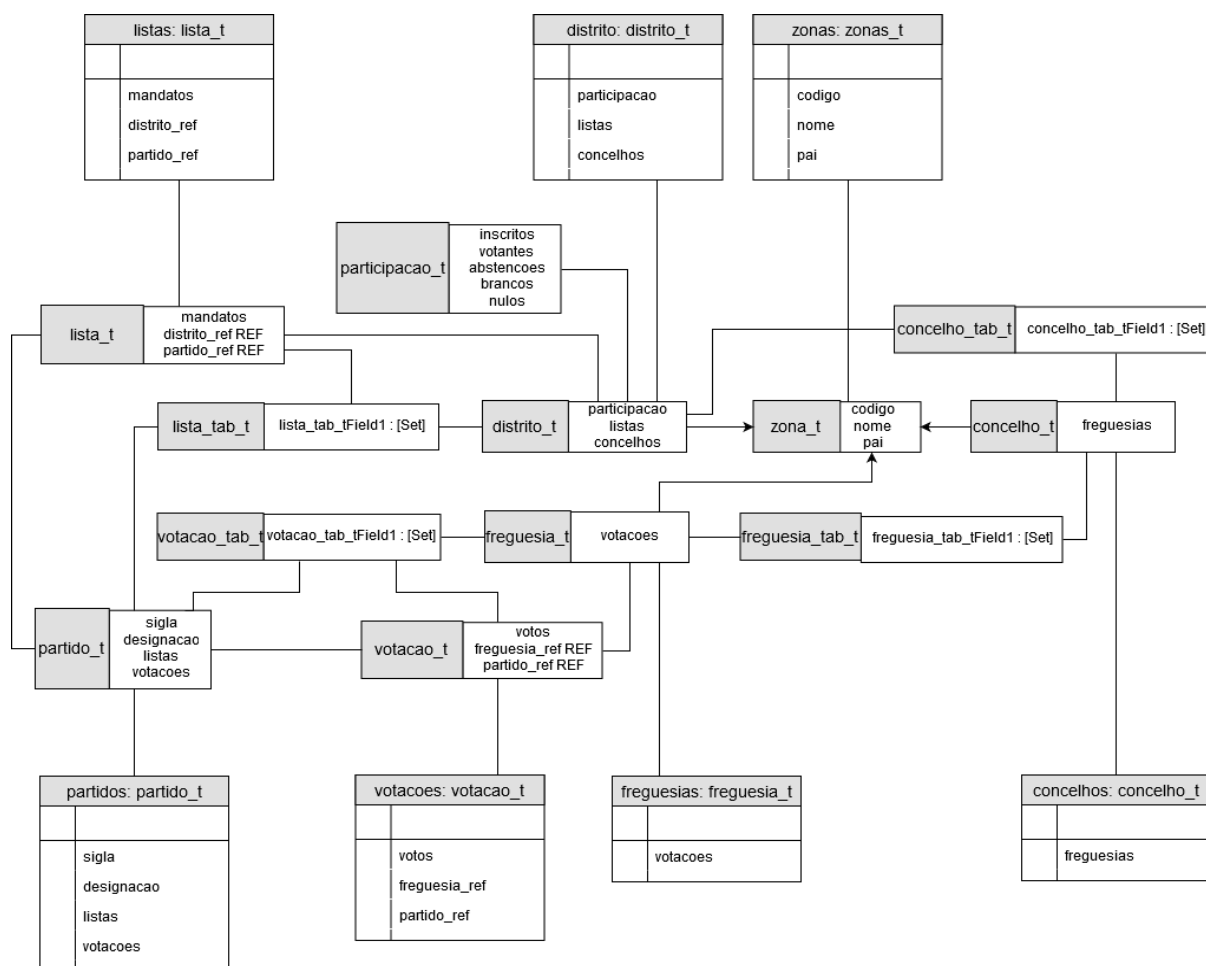 listas: lista_t
mandatos
distrito_ref
partido_ref
distrito: distrito_t
participacao
listas
concelhos
zonas: zonas_t
codigo
nome
pai
participacao_t
inscritos
votantes
abstencoes
brancos
nulos
lista_t
mandatos
distrito_ref REF
partido_ref REF
concelho_tab_t
concelho_tab_tField1 : [Set]
lista_tab_t
lista_tab_tField1 : [Set]
distrito_t
participacao
listas
concelhos
zona_t
codigo
nome
pai
concelho_t
freguesias
votacao_tab_t
votacao_tab_tField1 : [Set]
freguesia_t
votacoes
freguesia_tab_t
freguesia_tab_tField1 : [Set]
partido_t
sigla
designacao
listas
votacoes
votacao_t
votos
freguesia_ref REF
partido_ref REF
partidos: partido_t
sigla
designacao
listas
votacoes
votacoes: votacao_t
votos
freguesia_ref
partido_ref
freguesias: freguesia_t
votacoes
concelhos: concelho_t
freguesias